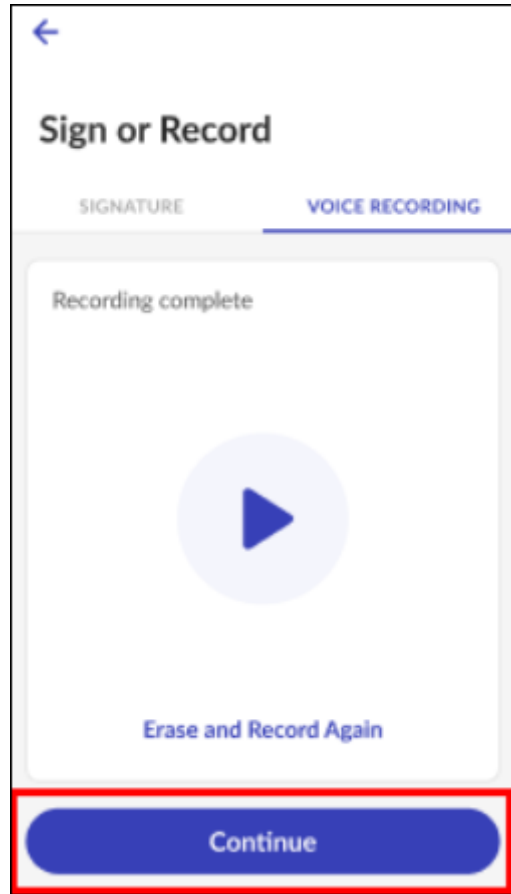 Sign or Record
SIGNATURE VOICE RECORDING
Recording complete
Erase and Record Again
Continue